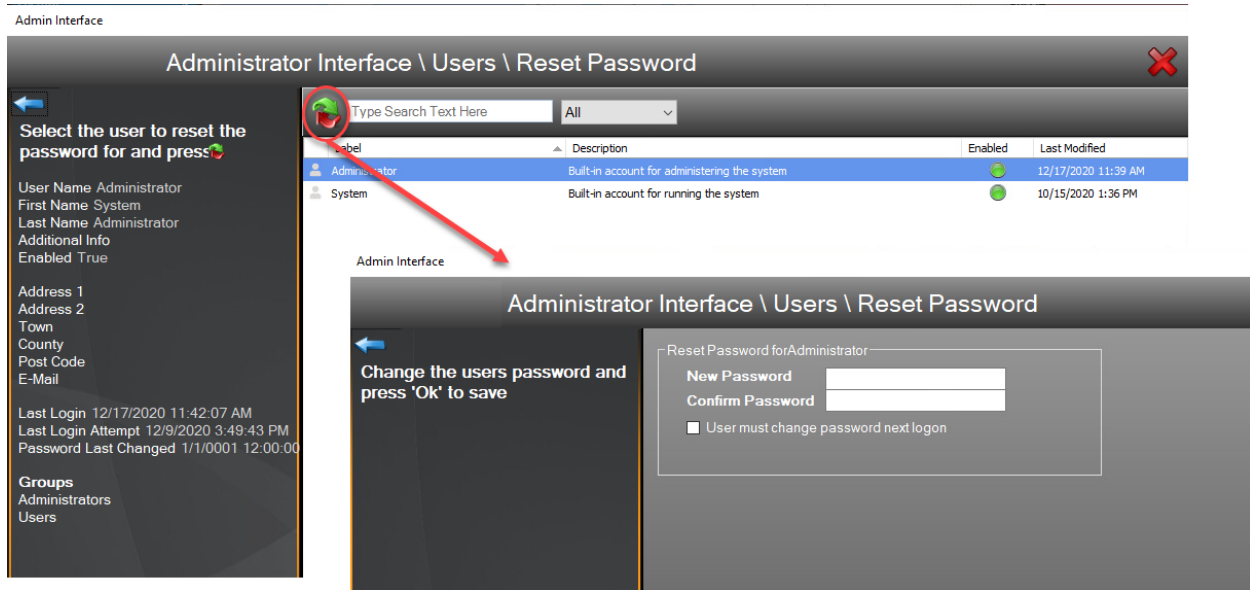 Admin Interface
Administrator Interface \ Users \ Reset Password
Select the user to reset the
password for and press
User Name Administrator
First Name System
Last Name Administrator
Additional Info
Enabled True
Address 1
Address 2
Town
County
Post Code
E-Mail
Last Login 12/17/2020 11:42:07 AM
Last Login Attempt 12/9/2020 3:49:43 PM
Password Last Changed 1/1/0001 12:00:00
Groups
Administrators
Users
Type Search Text Here All
Label Description Enabled Last Modified
Administrator Built-in account for administering the system 12/17/2020 11:39 AM
System Built-in account for running the system 10/15/2020 1:36 PM
Admin Interface
Administrator Interface \ Users \ Reset Password
Change the users password and
press 'Ok' to save
Reset Password forAdministrator
New Password
Confirm Password
User must change password next logon